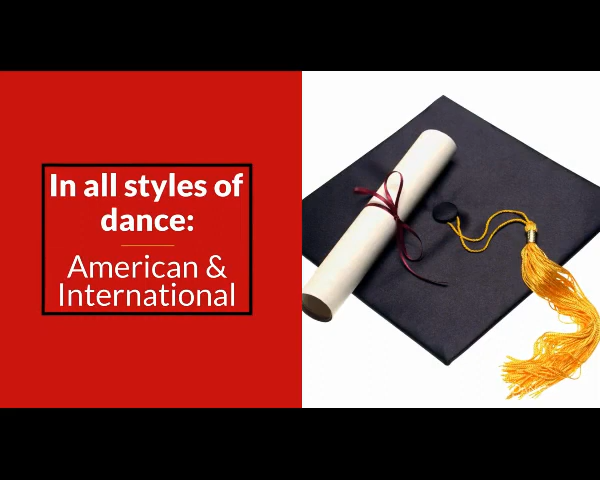 In all styles of
dance:
American &
International